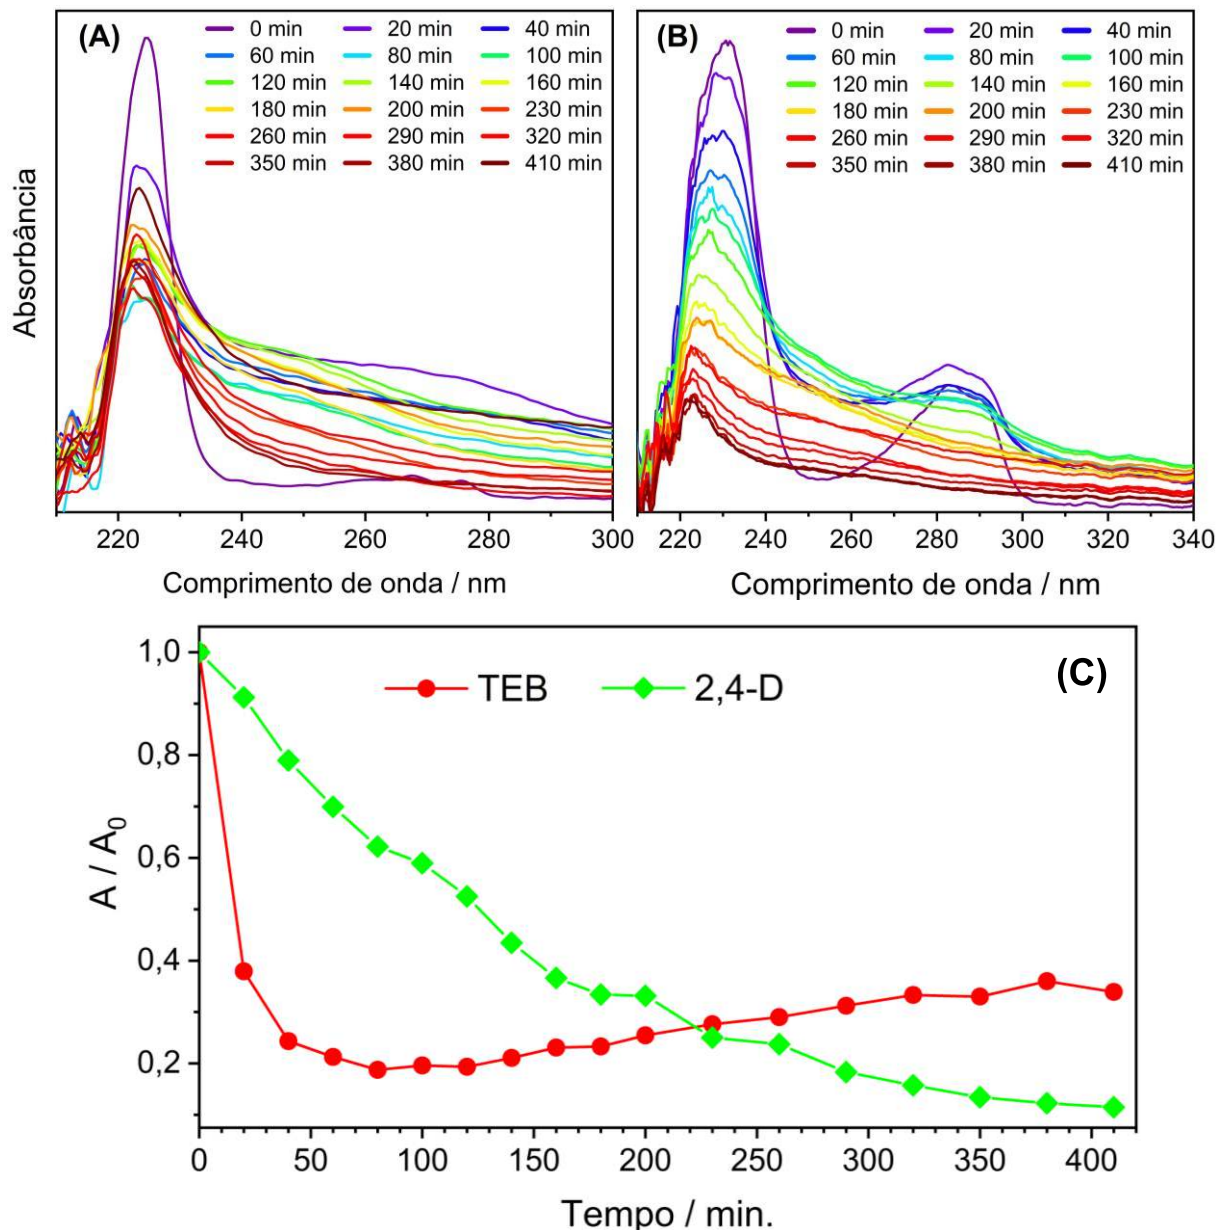 (A)
0 min 20 min 40 min
60 min 80 min 100 min
120 min 140 min 160 min
180 min 200 min 230 min
260 min 290 min 320 min
350 min 380 min 410 min
Absorbância
220 240 260 280 300
Comprimento de onda / nm
(B)
0 min 20 min 40 min
60 min 80 min 100 min
120 min 140 min 160 min
180 min 200 min 230 min
260 min 290 min 320 min
350 min 380 min 410 min
220 240 260 280 300 320 340
Comprimento de onda / nm
(C)
TEB 2,4-D
A / A0
1,0
0,8
0,6
0,4
0,2
0 50 100 150 200 250 300 350 400
Tempo / min.